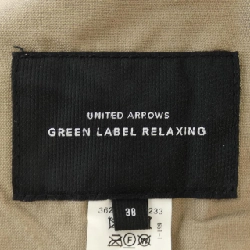 UNITED ARROWS
GREEN LABEL RELAXING
38